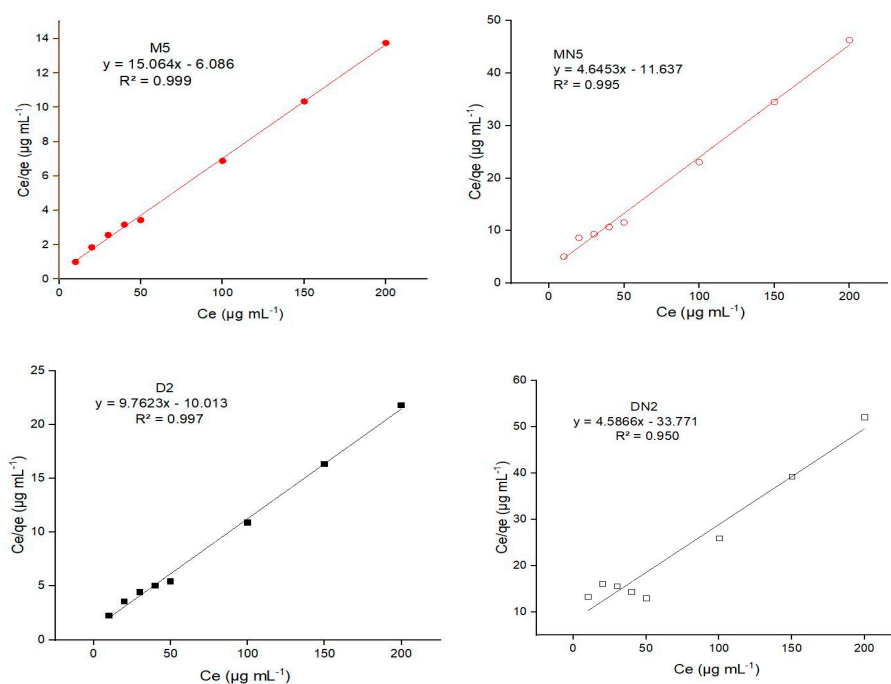 M5
y = 15.064x - 6.086
R² = 0.999
Ce/qe (µg mL⁻¹)
14
12
10
8
6
4
2
0
0
50
100
150
200
Ce (µg mL⁻¹)
MN5
y = 4.6453x - 11.637
R² = 0.995
Ce/qe (µg mL⁻¹)
50
40
30
20
10
0
0
50
100
150
200
Ce (µg mL⁻¹)
D2
y = 9.7623x - 10.013
R² = 0.997
Ce/qe (µg mL⁻¹)
25
20
15
10
5
0
0
50
100
150
200
Ce (µg mL⁻¹)
DN2
y = 4.5866x - 33.771
R² = 0.950
Ce/qe (µg mL⁻¹)
60
50
40
30
20
10
0
50
100
150
200
Ce (µg mL⁻¹)